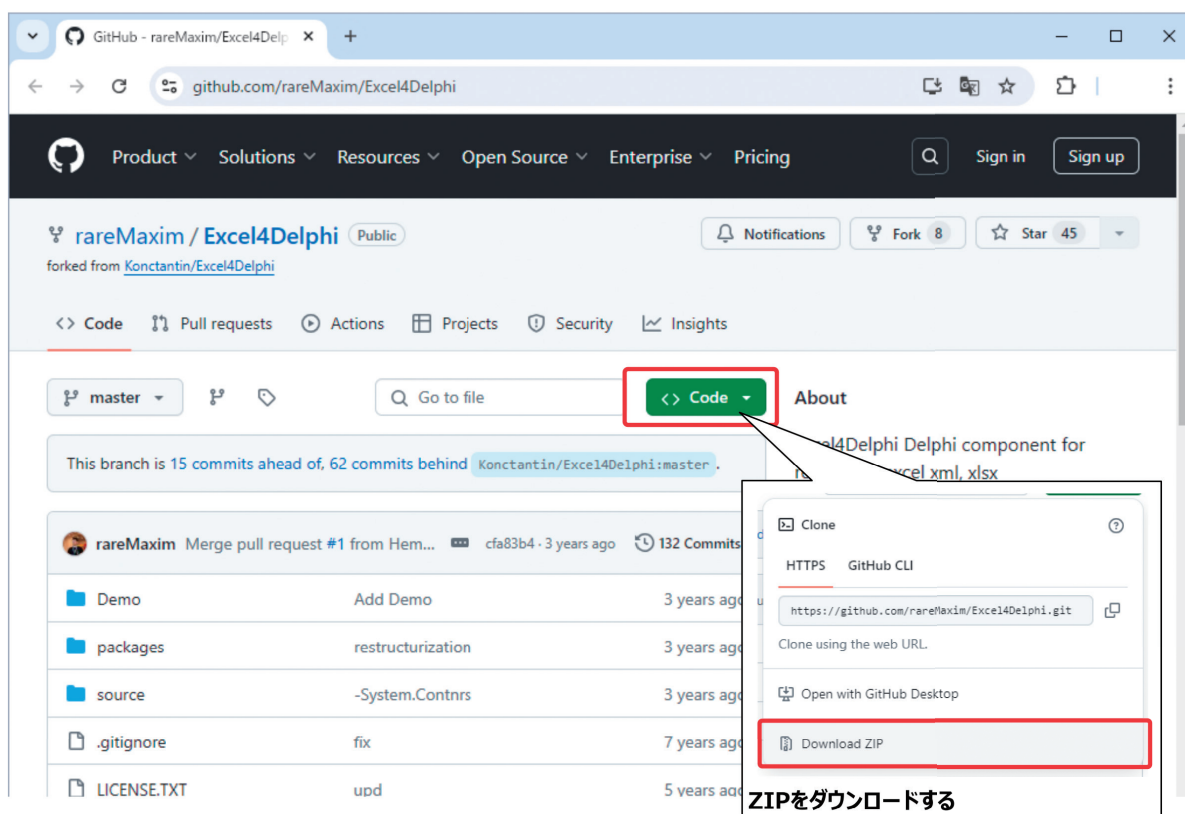 GitHub - rareMaxim/Excel4Delp
github.com/rareMaxim/Excel4Delphi
Product Solutions Resources Open Source Enterprise Pricing Sign in Sign up
rareMaxim / Excel4Delphi Public Notifications Fork 8 Star 45
forked from Konctantin/Excel4Delphi
Code Pull requests Actions Projects Security Insights
master Go to file Code About
This branch is 15 commits ahead of, 62 commits behind Konctantin/Excel4Delphi:master .
el4Delphi Delphi component for
xcel xml, xlsx
rareMaxim Merge pull request #1 from Hem... cfa83b4 · 3 years ago 132 Commits
Demo Add Demo 3 years ago
packages restructurization 3 years ago
source -System.Contnrs 3 years ago
.gitignore fix 7 years ago
LICENSE.TXT upd 5 years ago
Clone
HTTPS GitHub CLI
https://github.com/rareMaxim/Excel4Delphi.git
Clone using the web URL.
Open with GitHub Desktop
Download ZIP
ZIPをダウンロードする